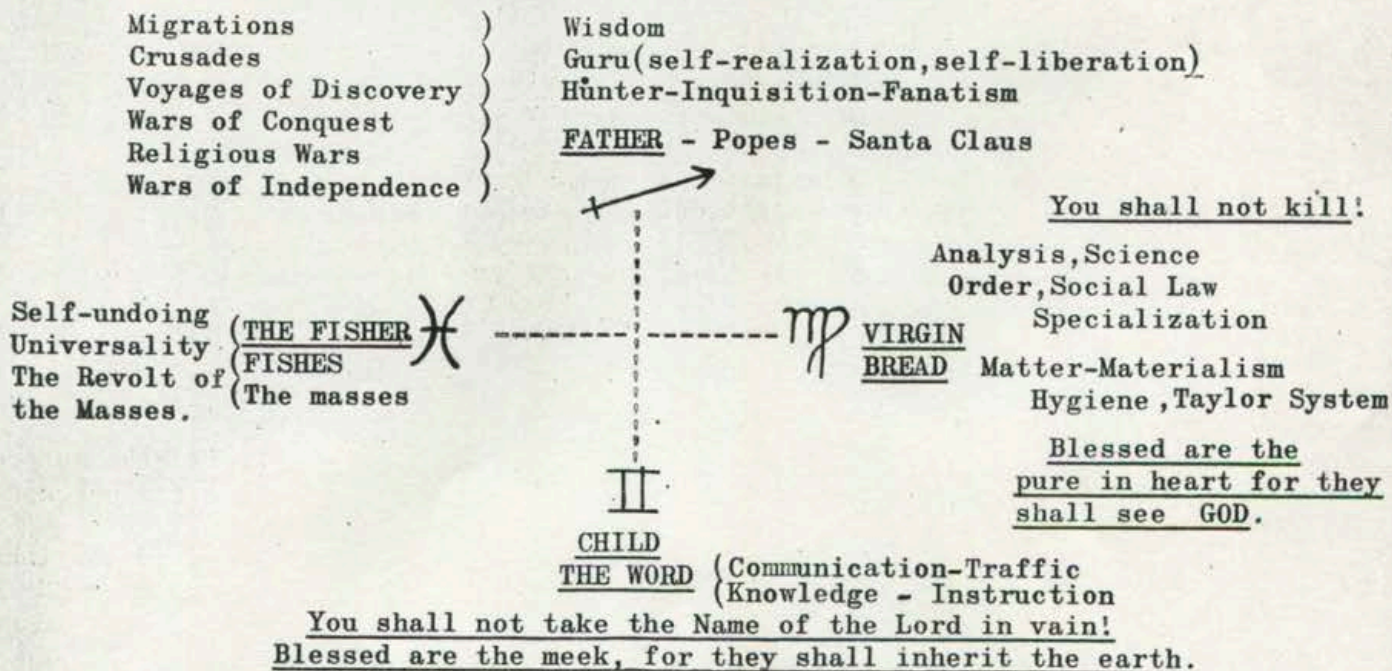 Migrations )
Crusades )
Voyages of Discovery )
Wars of Conquest )
Religious Wars )
Wars of Independence )
Wisdom
Guru(self-realization,self-liberation)
Hunter-Inquisition-Fanatism
FATHER - Popes - Santa Claus
You shall not kill!
Analysis,Science
Order,Social Law
Specialization
Self-undoing
Universality
The Revolt of
the Masses.
(THE FISHER
(FISHES
(The masses
♓
♍
VIRGIN
BREAD
Matter-Materialism
Hygiene ,Taylor System
Blessed are the
pure in heart for they
shall see GOD.
♊
CHILD
THE WORD
(Communication-Traffic
(Knowledge - Instruction
You shall not take the Name of the Lord in vain!
Blessed are the meek, for they shall inherit the earth.